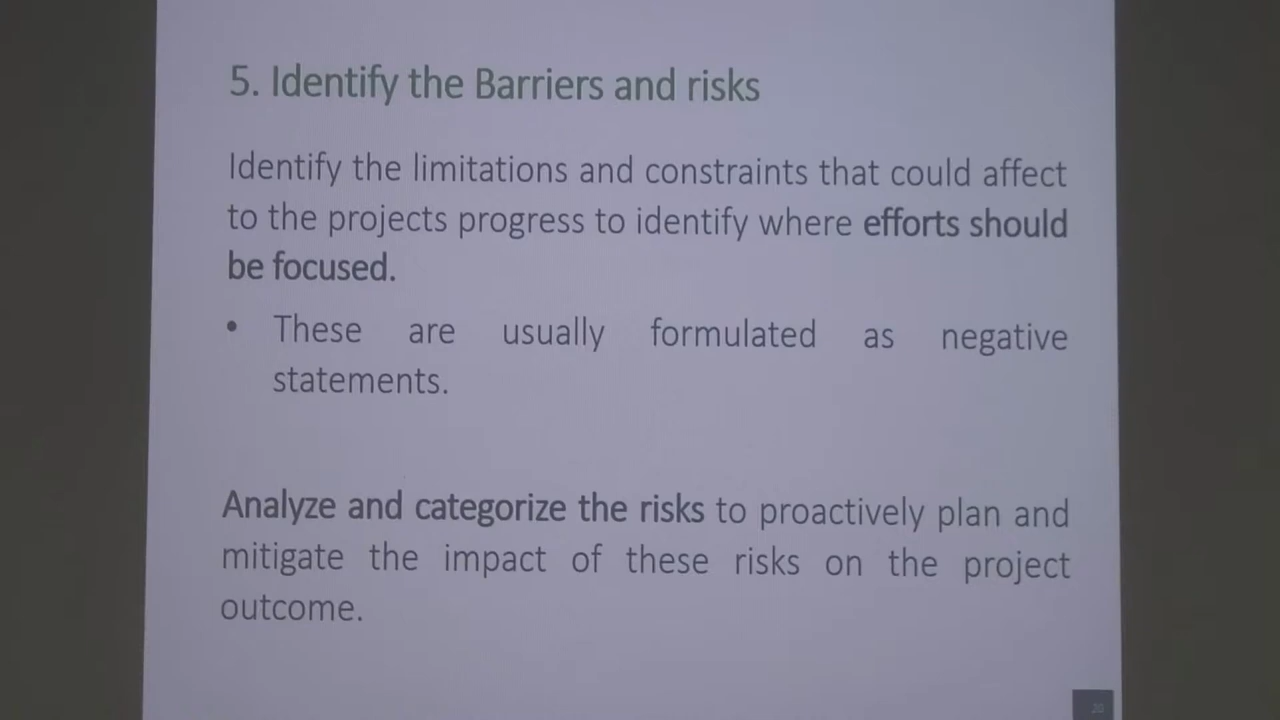 5. Identify the Barriers and risks
Identify the limitations and constraints that could affect
to the projects progress to identify where efforts should
be focused.
• These are usually formulated as negative
statements.
Analyze and categorize the risks to proactively plan and
mitigate the impact of these risks on the project
outcome.
20